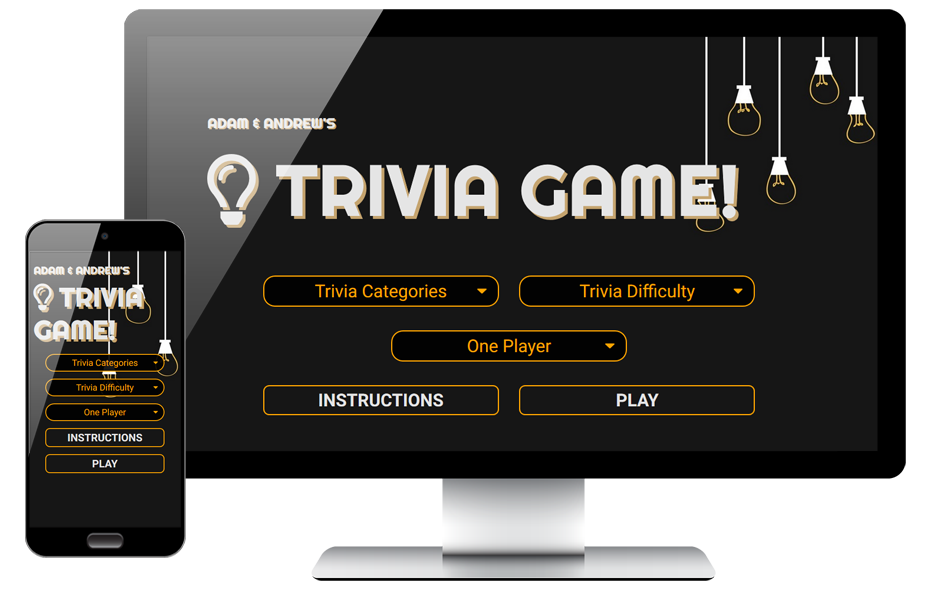 ADAM & ANDREW'S
TRIVIA GAME!
Trivia Categories
Trivia Difficulty
One Player
INSTRUCTIONS
PLAY
ADAM & ANDREW'S
TRIVIA
GAME!
Trivia Categories
Trivia Difficulty
One Player
INSTRUCTIONS
PLAY